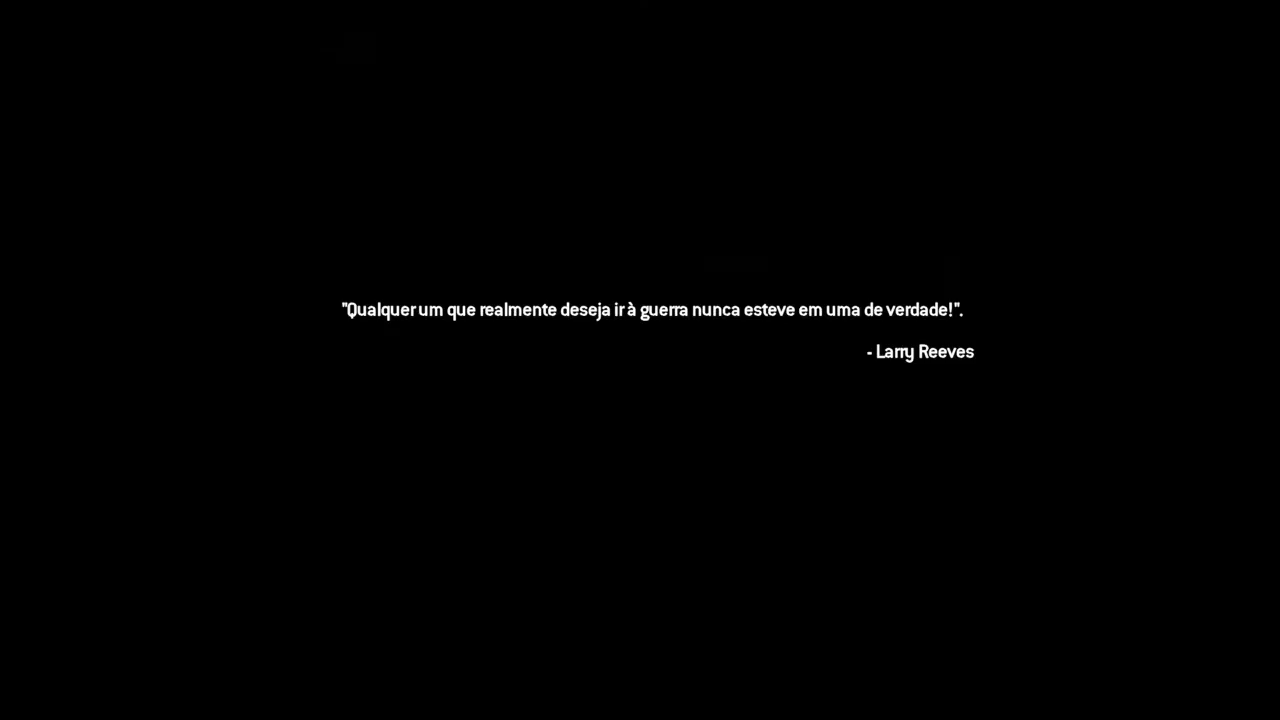 "Qualquer um que realmente deseja ir à guerra nunca esteve em uma de verdade!".
- Larry Reeves